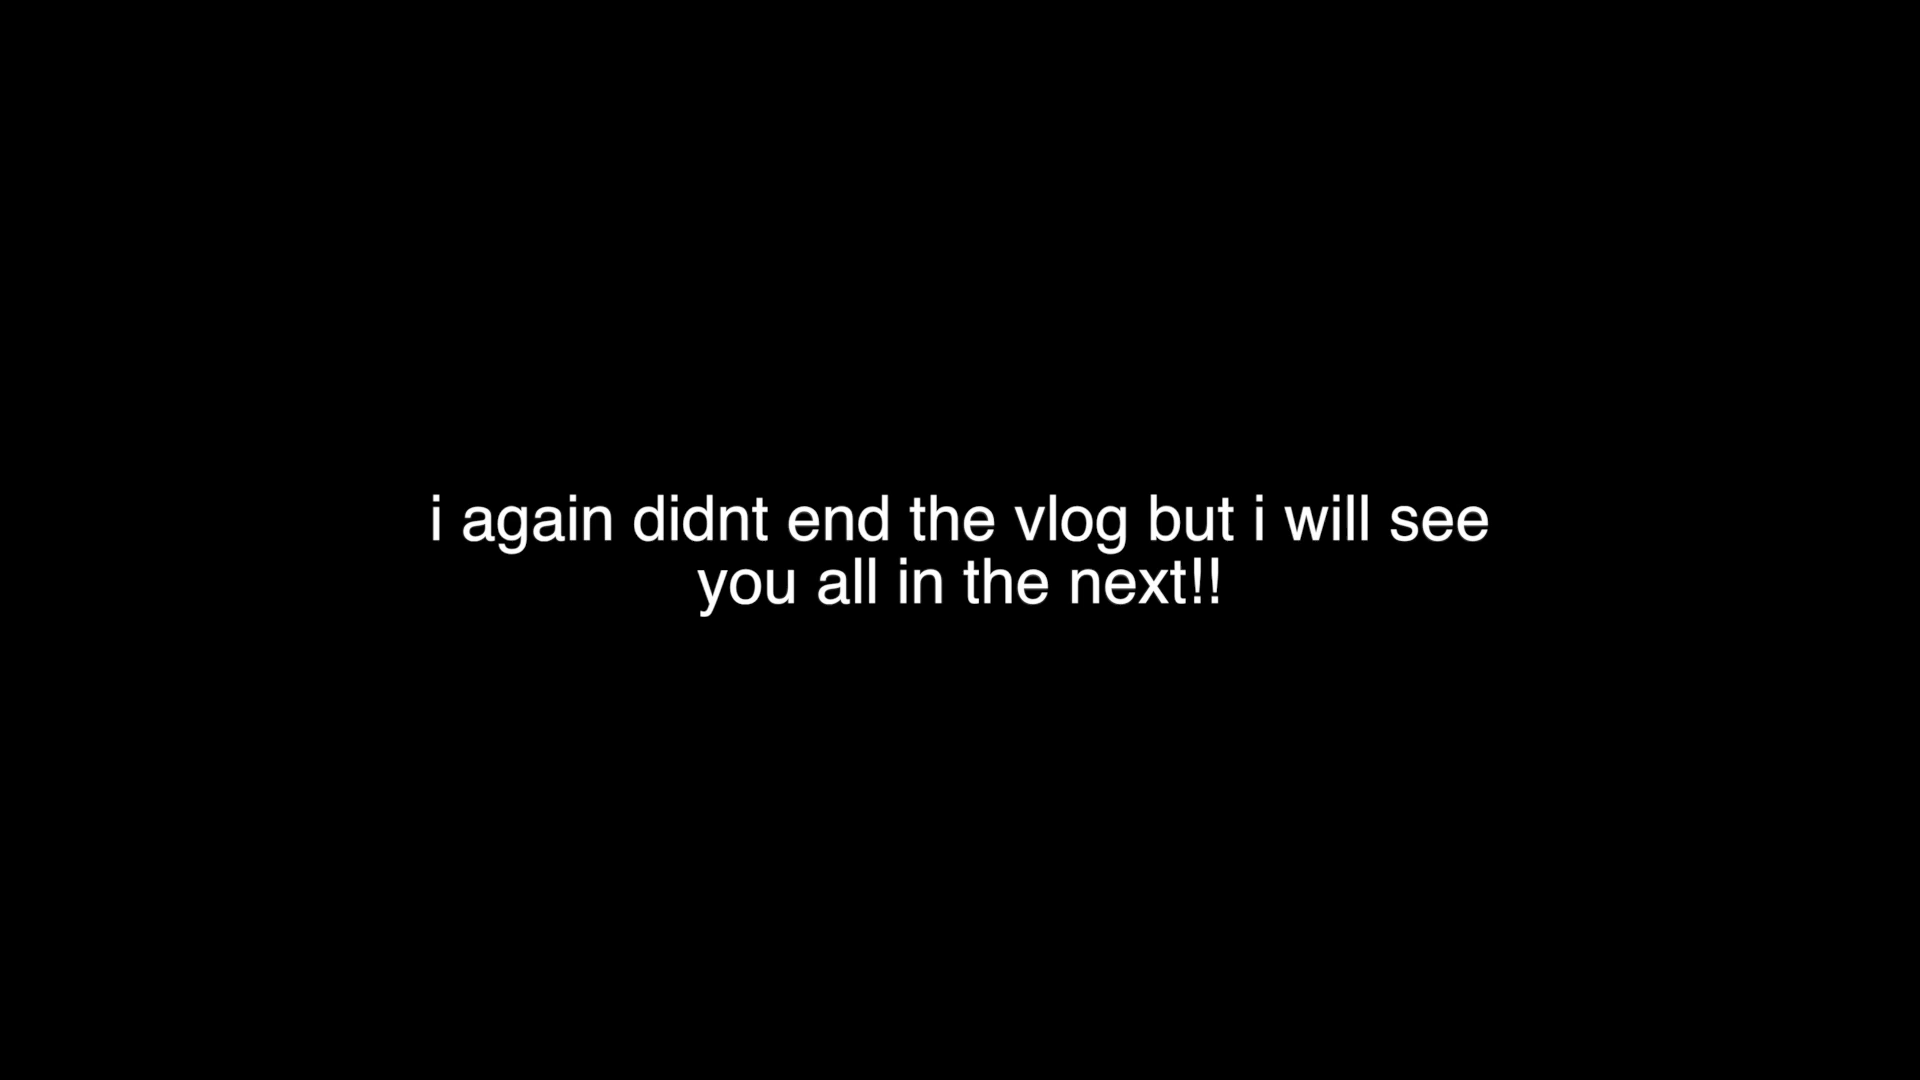 i again didnt end the vlog but i will see
you all in the next!!